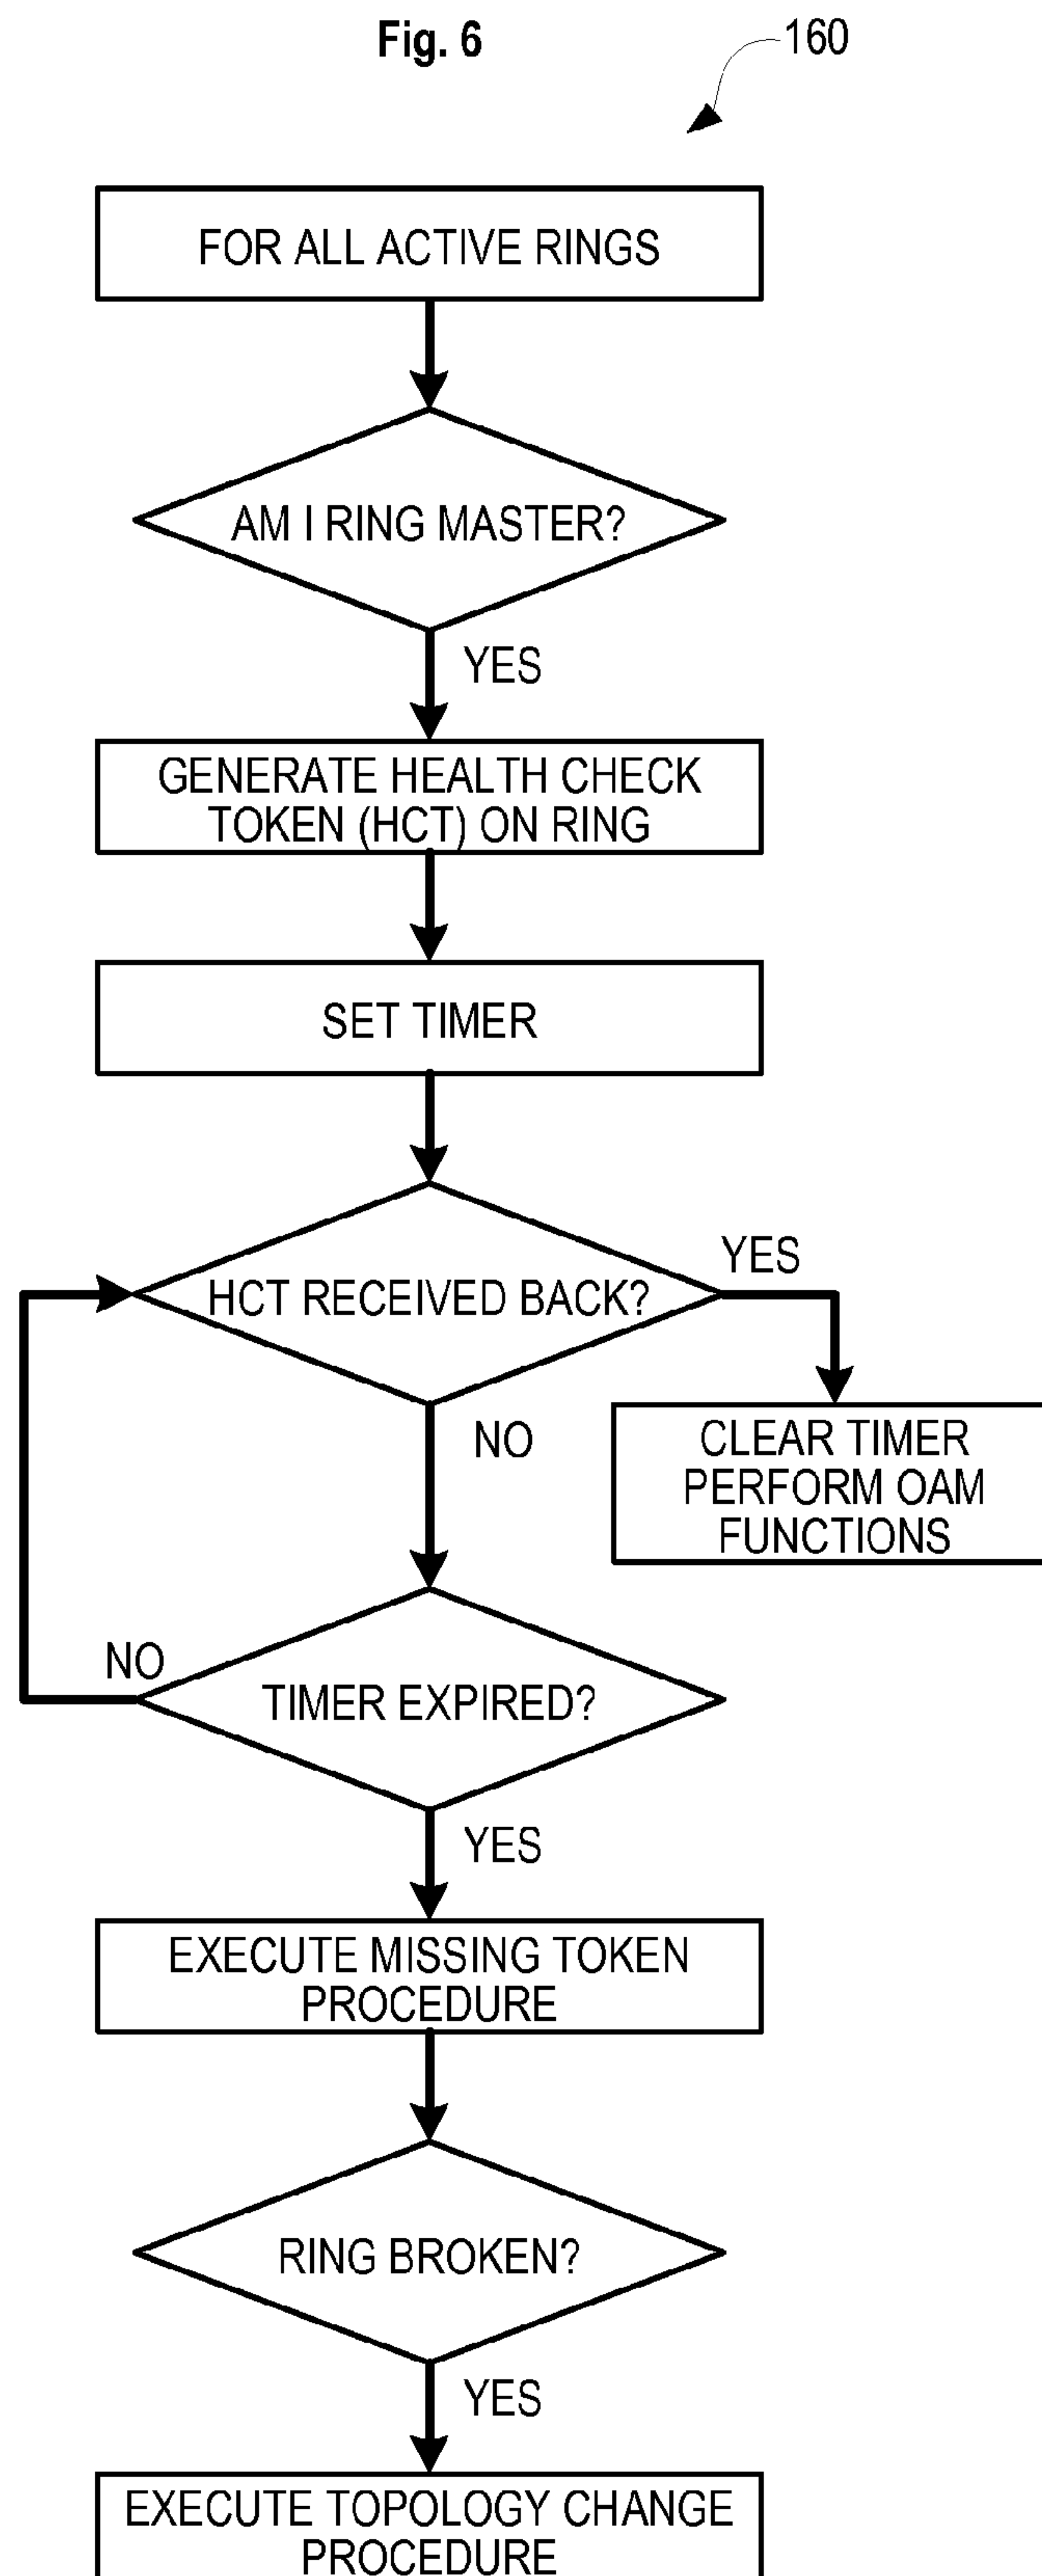 Fig. 6
160
FOR ALL ACTIVE RINGS
AM I RING MASTER?
YES
GENERATE HEALTH CHECK
TOKEN (HCT) ON RING
SET TIMER
HCT RECEIVED BACK?
YES
NO
CLEAR TIMER
PERFORM OAM
FUNCTIONS
TIMER EXPIRED?
NO
YES
EXECUTE MISSING TOKEN
PROCEDURE
RING BROKEN?
YES
EXECUTE TOPOLOGY CHANGE
PROCEDURE